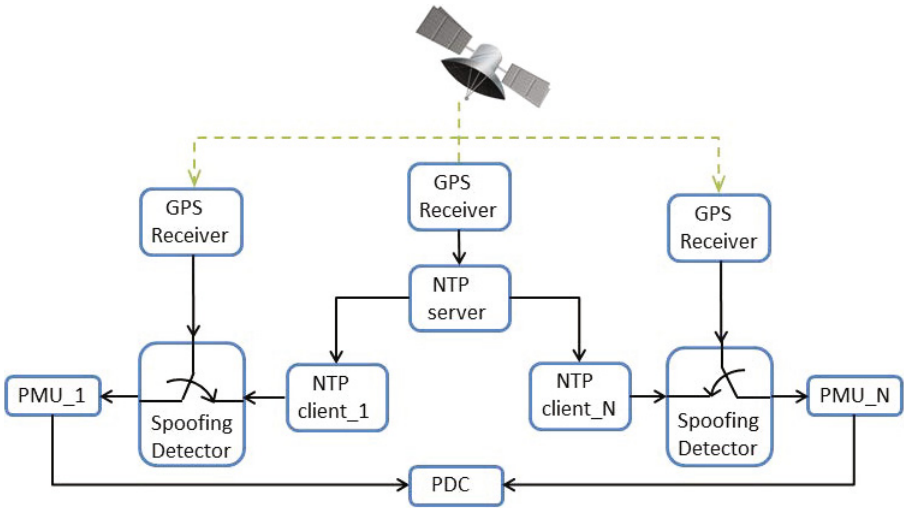 GPS
Receiver
GPS
Receiver
GPS
Receiver
NTP
server
PMU_1
Spoofing
Detector
NTP
client_1
NTP
client_N
Spoofing
Detector
PMU_N
PDC